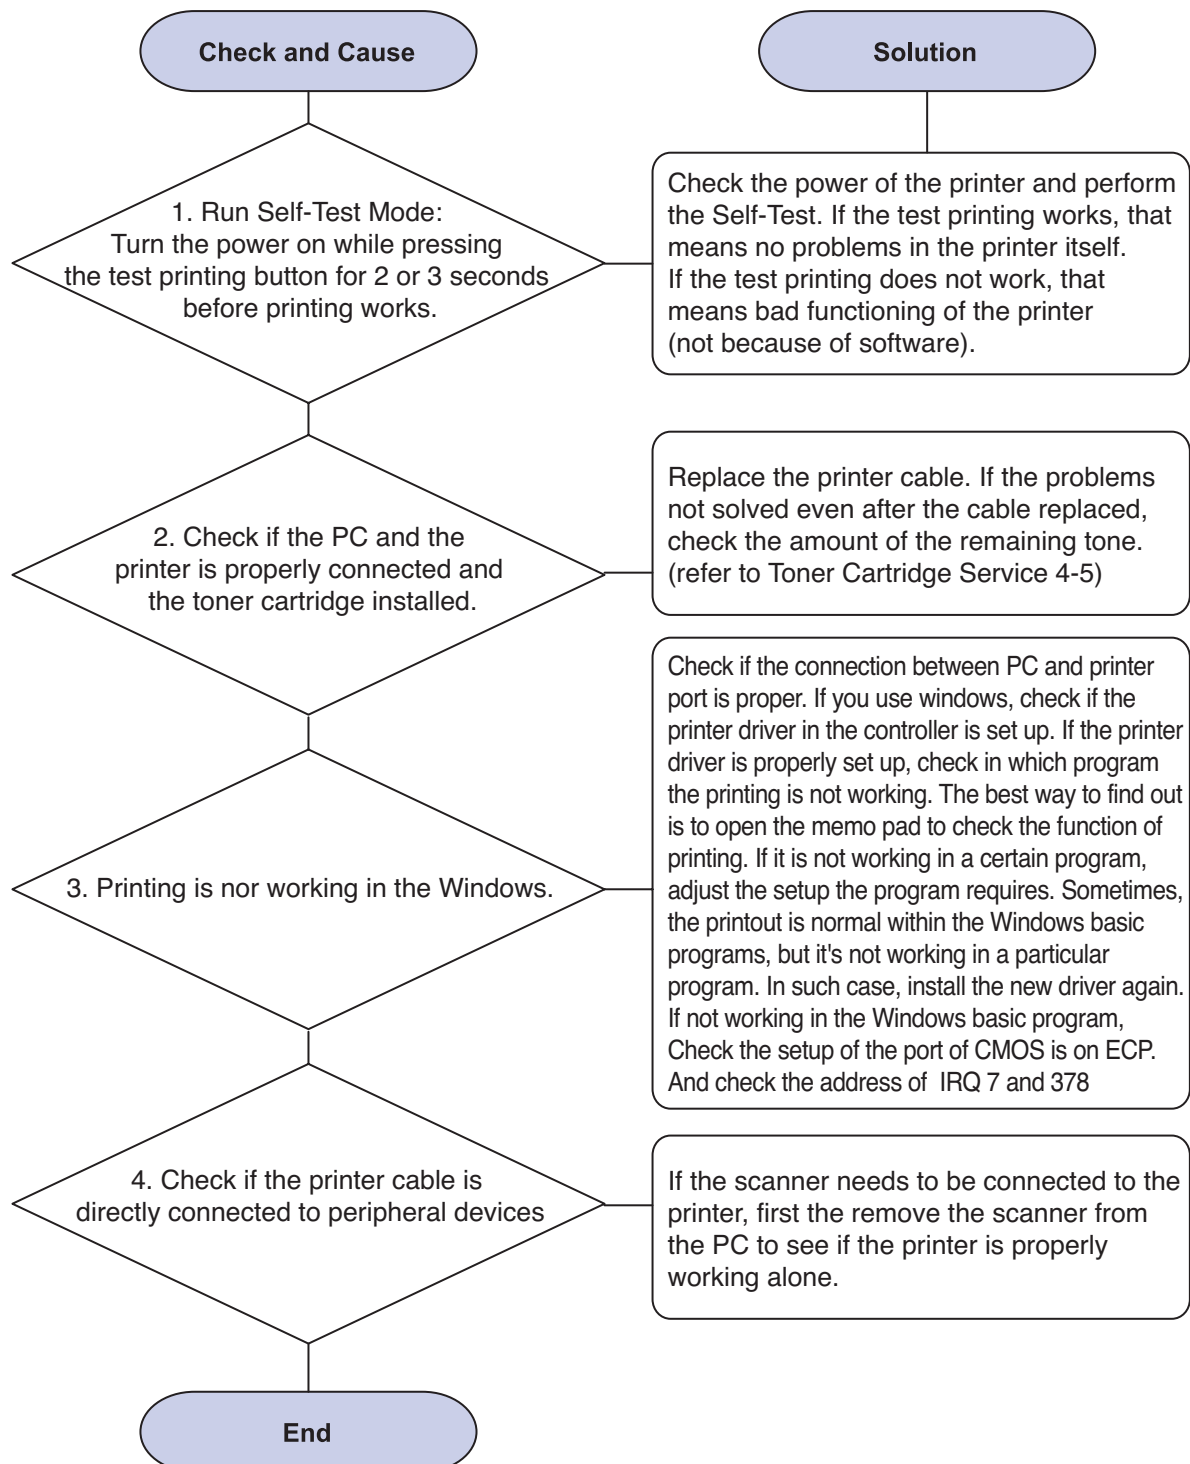 Check and Cause
Solution
1. Run Self-Test Mode:
Turn the power on while pressing
the test printing button for 2 or 3 seconds
before printing works.
Check the power of the printer and perform
the Self-Test. If the test printing works, that
means no problems in the printer itself.
If the test printing does not work, that
means bad functioning of the printer
(not because of software).
2. Check if the PC and the
printer is properly connected and
the toner cartridge installed.
Replace the printer cable. If the problems
not solved even after the cable replaced,
check the amount of the remaining tone.
(refer to Toner Cartridge Service 4-5)
3. Printing is nor working in the Windows.
Check if the connection between PC and printer
port is proper. If you use windows, check if the
printer driver in the controller is set up. If the printer
driver is properly set up, check in which program
the printing is not working. The best way to find out
is to open the memo pad to check the function of
printing. If it is not working in a certain program,
adjust the setup the program requires. Sometimes,
the printout is normal within the Windows basic
programs, but it's not working in a particular
program. In such case, install the new driver again.
If not working in the Windows basic program,
Check the setup of the port of CMOS is on ECP.
And check the address of  IRQ 7 and 378
4. Check if the printer cable is
directly connected to peripheral devices
If the scanner needs to be connected to the
printer, first the remove the scanner from
the PC to see if the printer is properly
working alone.
End